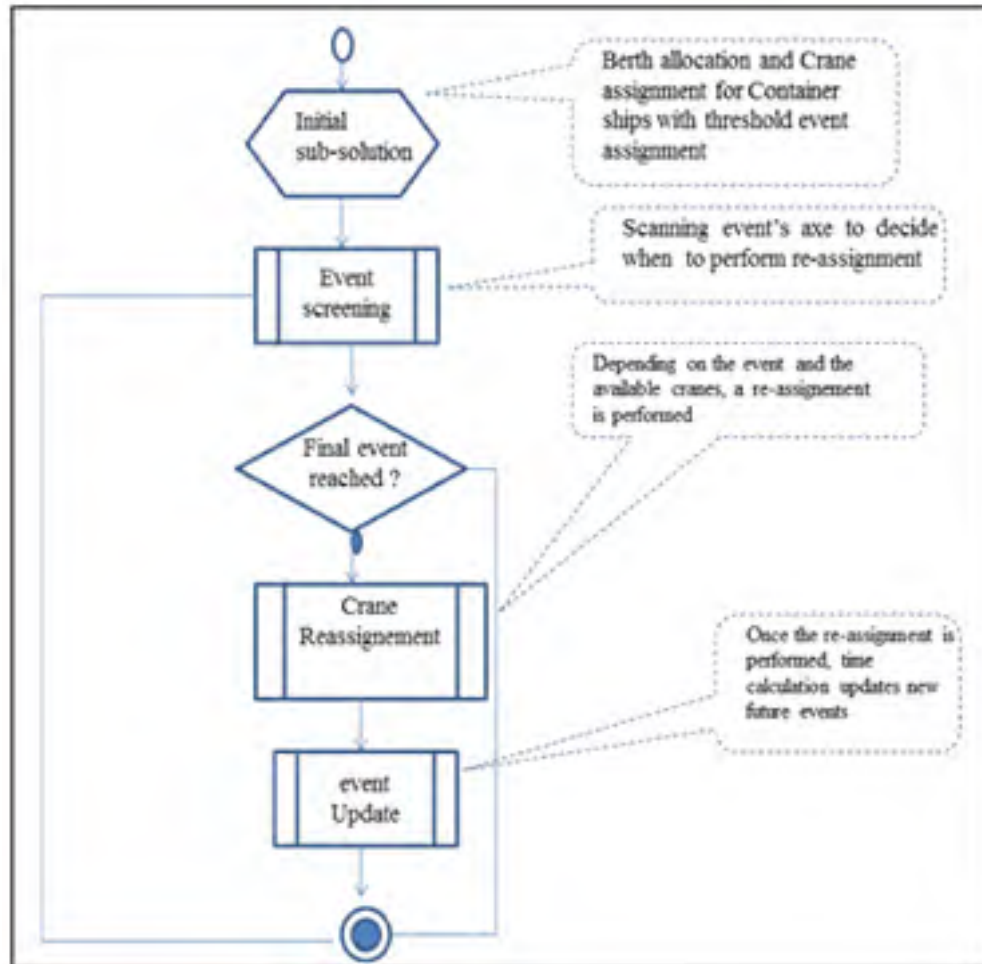 Berth allocation and Crane
assignment for Container
ships with threshold event
assignment
Initial
sub-solution
Scanning event's axe to decide
when to perform re-assignment
Event
screening
Depending on the event and the
available cranes, a re-assignement
is performed
Final event
reached ?
Crane
Reassignement
Once the re-assignment is
performed, time
calculation updates new
future events
event
Update